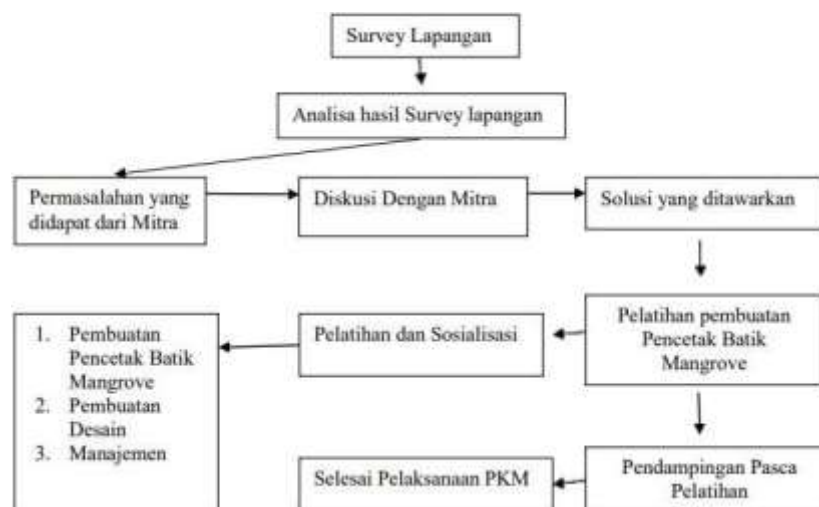 Survey Lapangan
Analisa hasil Survey lapangan
Permasalahan yang
didapat dari Mitra
Diskusi Dengan Mitra
Solusi yang ditawarkan
Pelatihan pembuatan
Pencetak Batik
Mangrove
Pelatihan dan Sosialisasi
1. Pembuatan
Pencetak Batik
Mangrove
2. Pembuatan
Desain
3. Manajemen
Pendampingan Pasca
Pelatihan
Selesai Pelaksanaan PKM